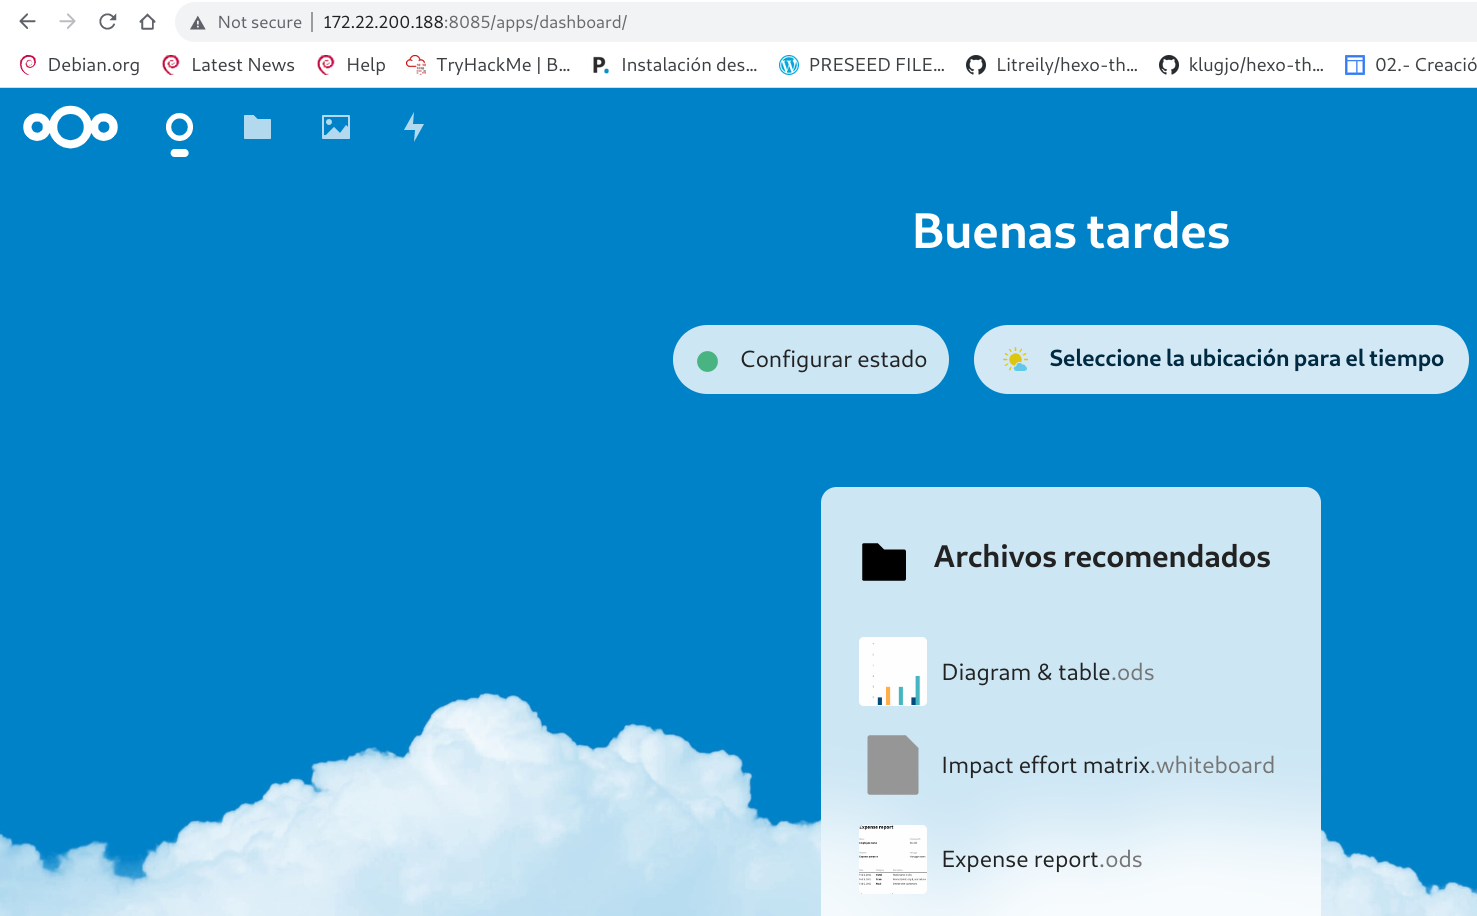 Not secure | 172.22.200.188:8085/apps/dashboard/
Debian.org Latest News Help TryHackMe | B... P. Instalación des... PRESEED FILE... Litreily/hexo-th... klugjo/hexo-th... 02.- Creació
Buenas tardes
Configurar estado Seleccione la ubicación para el tiempo
Archivos recomendados
Diagram & table.ods
Impact effort matrix.whiteboard
Expense report
Expense report.ods